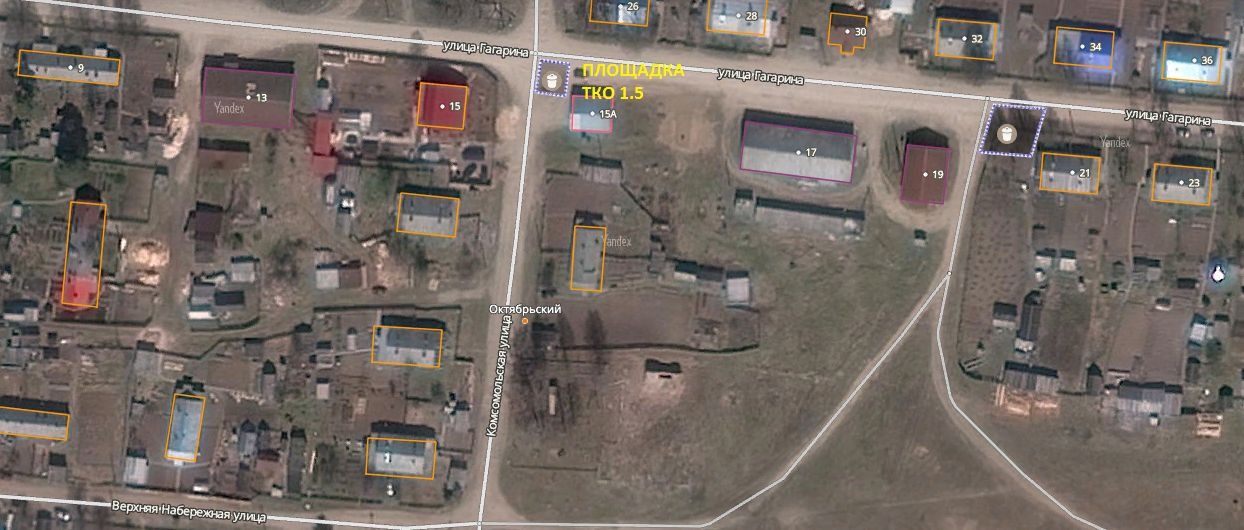 26
28
30
32
34
36
улица Гагарина
улица Гагарина
улица Гагарина
9
13
Yandex
15
ПЛОЩАДКА
ТКО 1.5
15А
17
19
21
23
Yandex
Yandex
Октябрьский
Комсомольская улица
1
Верхняя Набережная улица